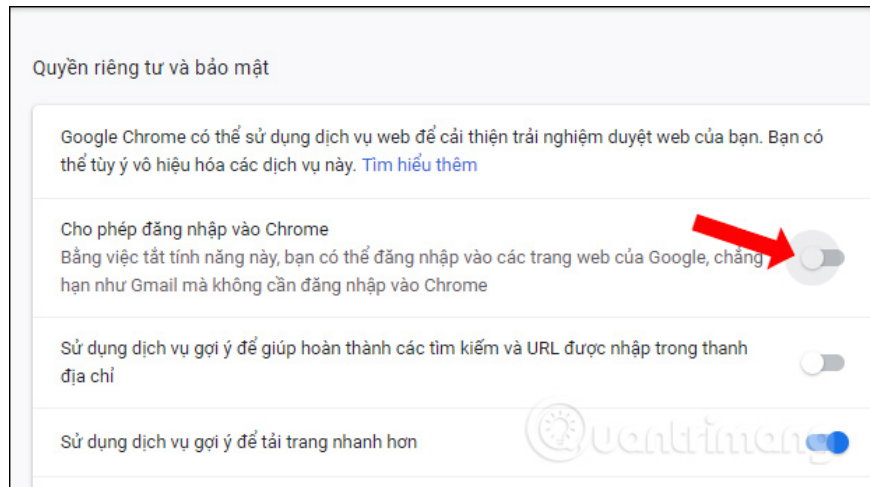 Quyền riêng tư và bảo mật
Google Chrome có thể sử dụng dịch vụ web để cải thiện trải nghiệm duyệt web của bạn. Bạn có
thể tùy ý vô hiệu hóa các dịch vụ này. Tìm hiểu thêm
Cho phép đăng nhập vào Chrome
Bằng việc tắt tính năng này, bạn có thể đăng nhập vào các trang web của Google, chẳng
hạn như Gmail mà không cần đăng nhập vào Chrome
Sử dụng dịch vụ gợi ý để giúp hoàn thành các tìm kiếm và URL được nhập trong thanh
địa chỉ
Sử dụng dịch vụ gợi ý để tải trang nhanh hơn
Quantrimang